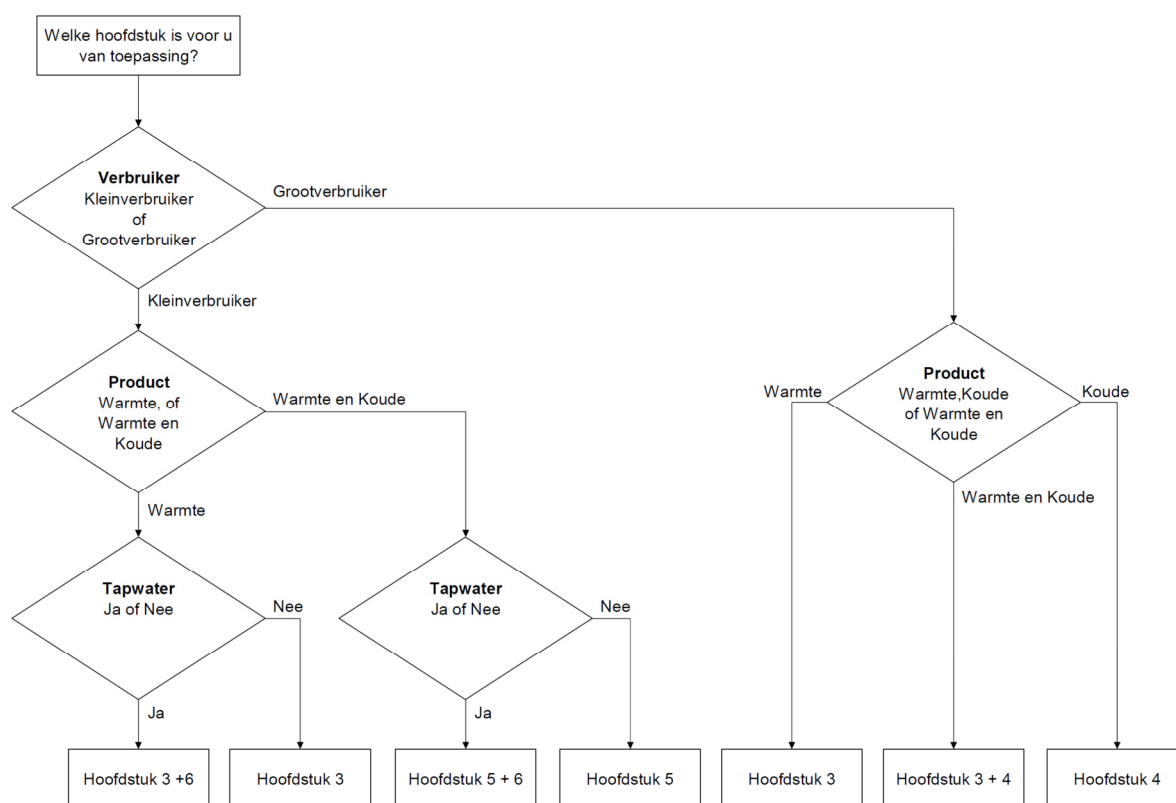 Welke hoofdstuk is voor u
van toepassing?
Verbruiker
Kleinverbruiker
of
Grootverbruiker
Grootverbruiker
Kleinverbruiker
Product
Warmte, of
Warmte en
Koude
Warmte en Koude
Warmte
Product
Warmte,Koude
of Warmte en
Koude
Koude
Warmte en Koude
Warmte
Tapwater
Ja of Nee
Nee
Tapwater
Ja of Nee
Nee
Ja
Ja
Hoofdstuk 3 +6
Hoofdstuk 3
Hoofdstuk 5 + 6
Hoofdstuk 5
Hoofdstuk 3
Hoofdstuk 3 + 4
Hoofdstuk 4